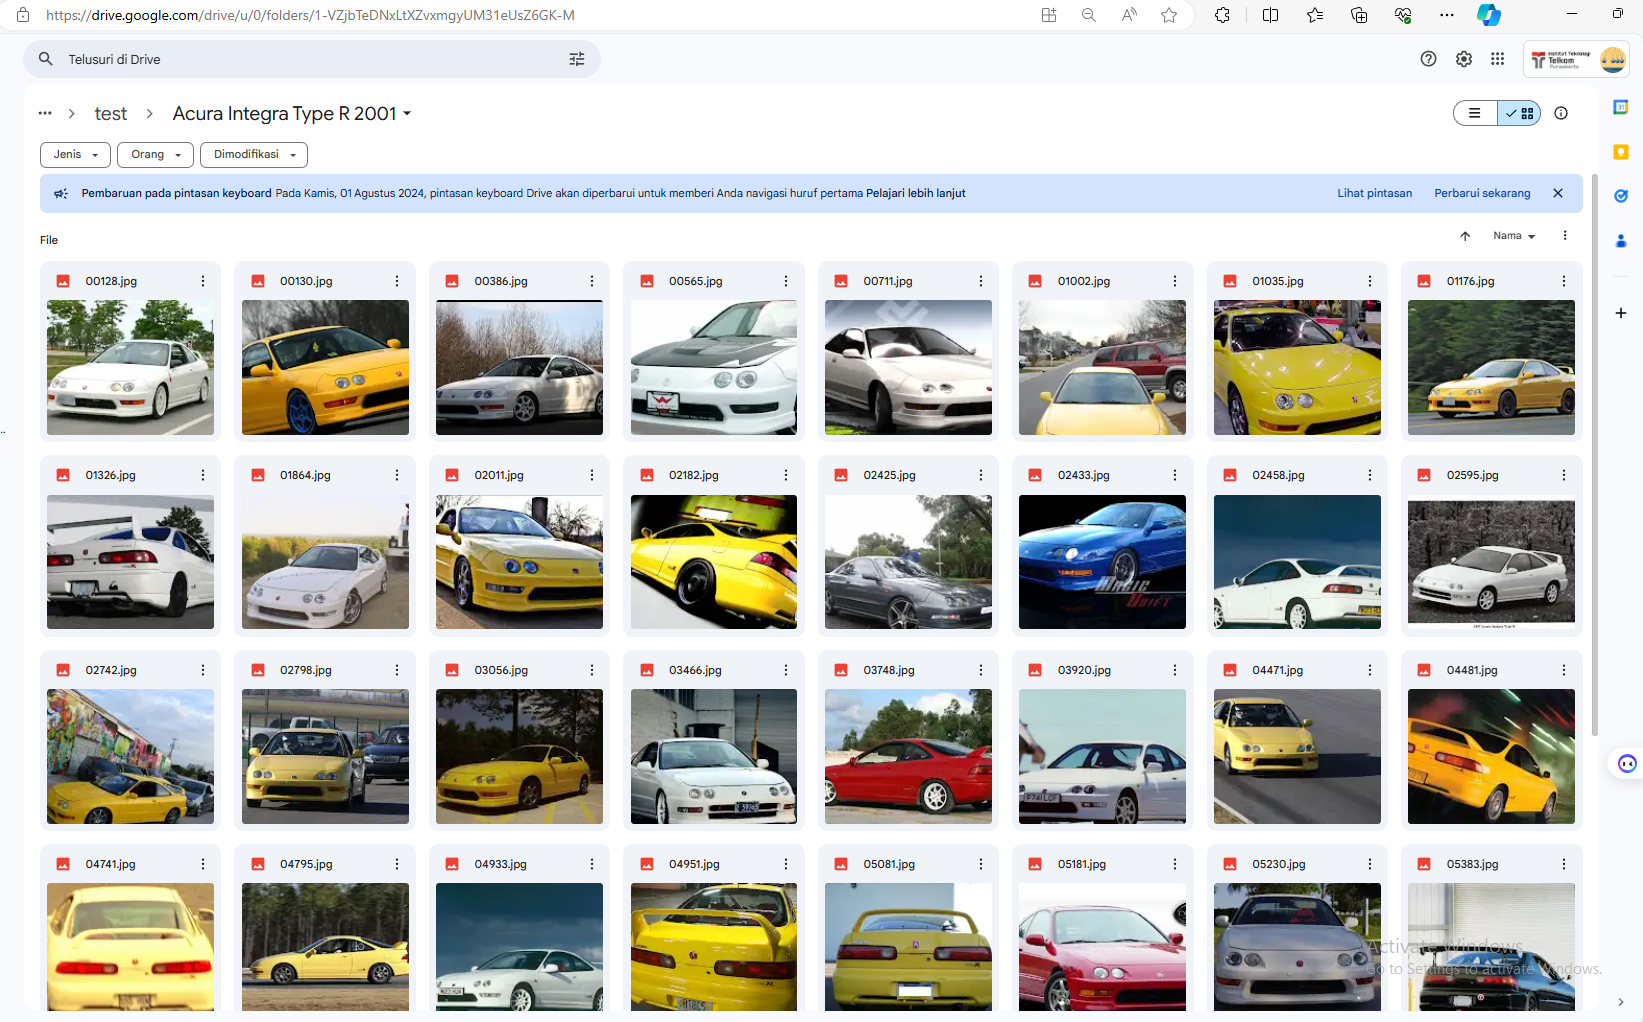 https://drive.google.com/drive/u/0/folders/1-VZjbTeDNxLtXZvxmgyUM31eUsZ6GK-M
Telusuri di Drive
Institut Teknologi
Telkom
Purwokerto
test
Acura Integra Type R 2001
Jenis
Orang
Dimodifikasi
Pembaruan pada pintasan keyboard Pada Kamis, 01 Agustus 2024, pintasan keyboard Drive akan diperbarui untuk memberi Anda navigasi huruf pertama Pelajari lebih lanjut
Lihat pintasan
Perbarui sekarang
File
Nama
00128.jpg
00130.jpg
00386.jpg
00565.jpg
00711.jpg
01002.jpg
01035.jpg
01176.jpg
01326.jpg
01864.jpg
02011.jpg
02182.jpg
02425.jpg
02433.jpg
02458.jpg
02595.jpg
DRIFT
02742.jpg
02798.jpg
03056.jpg
03466.jpg
03748.jpg
03920.jpg
04471.jpg
04481.jpg
04741.jpg
04795.jpg
04933.jpg
04951.jpg
05081.jpg
05181.jpg
05230.jpg
05383.jpg
Activate Windows
Go to Settings to activate Windows.